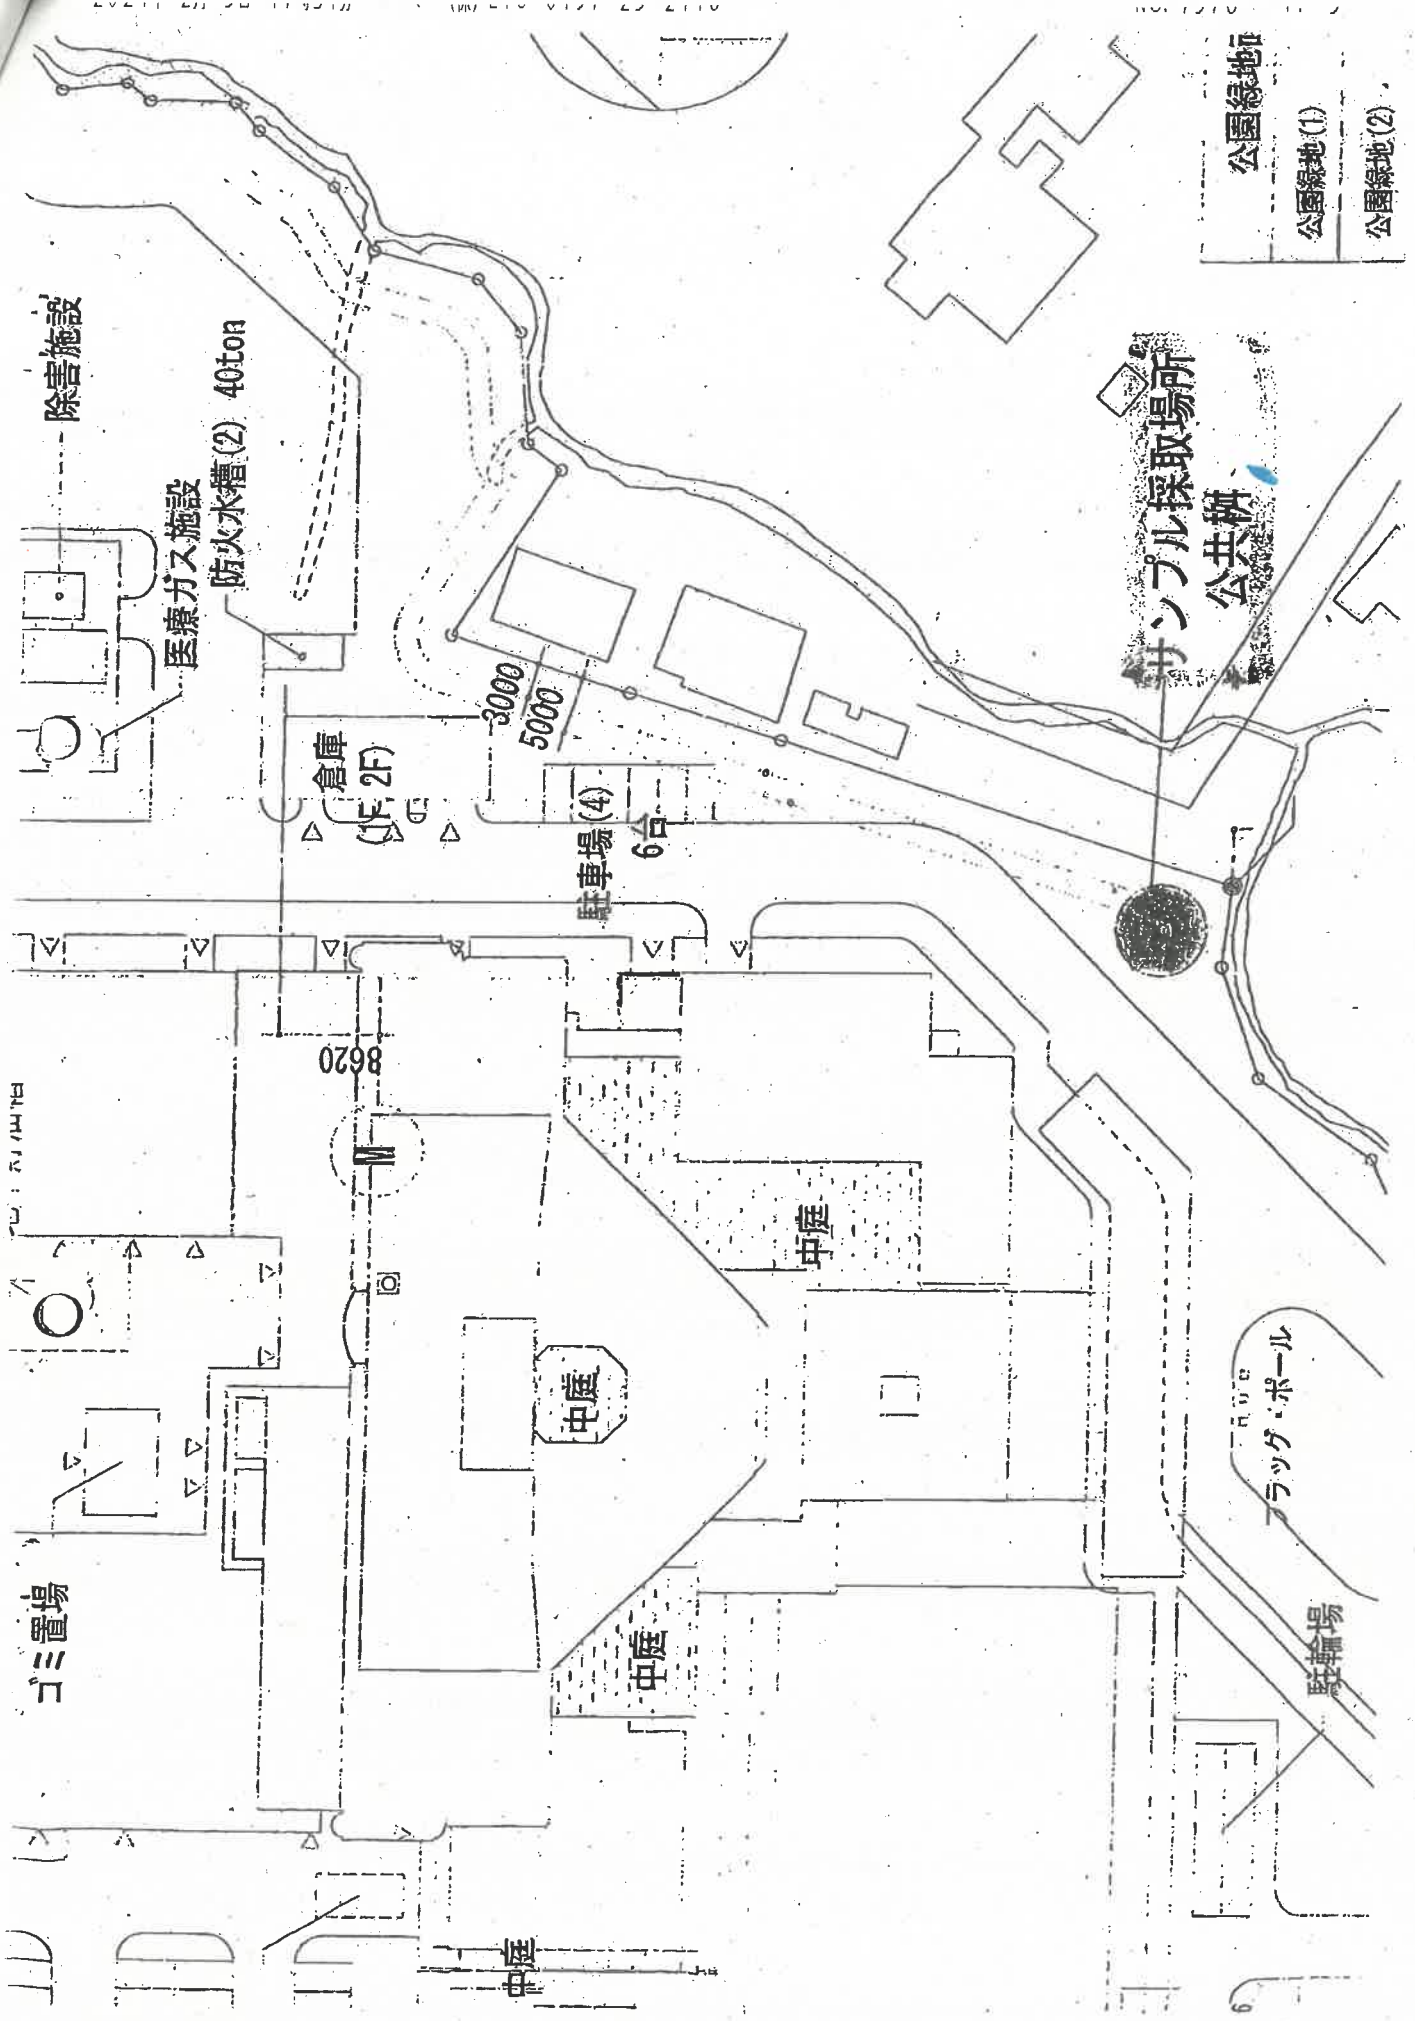 公園緑地面
公園緑地(1)
公園緑地(2)
除害施設
医療ガス施設
防火水槽(2) 40ton
倉庫
(1F, 2F)
3000
5000
駐車場(4)
6台
サンプル採取場所
公共桝
8620
M
中庭
中庭
中庭
中庭
ゴミ置場
フラッグ・ポール
駐輪場
6